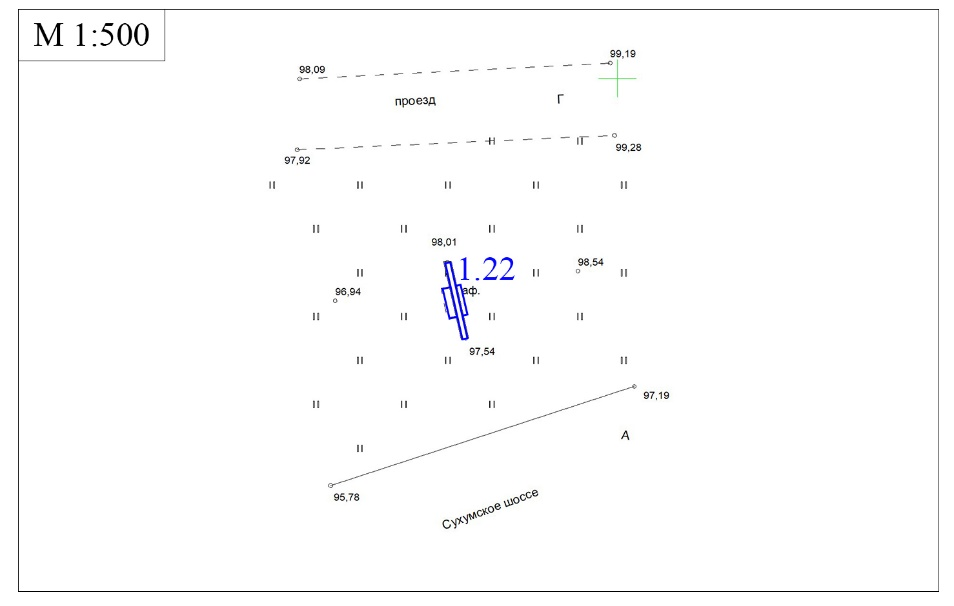 М 1:500
98,09
99,19
проезд
Г
97,92
99,28
98,01
1.22
98,54
96,94
аф.
97,54
97,19
А
95,78
Сухумское шоссе